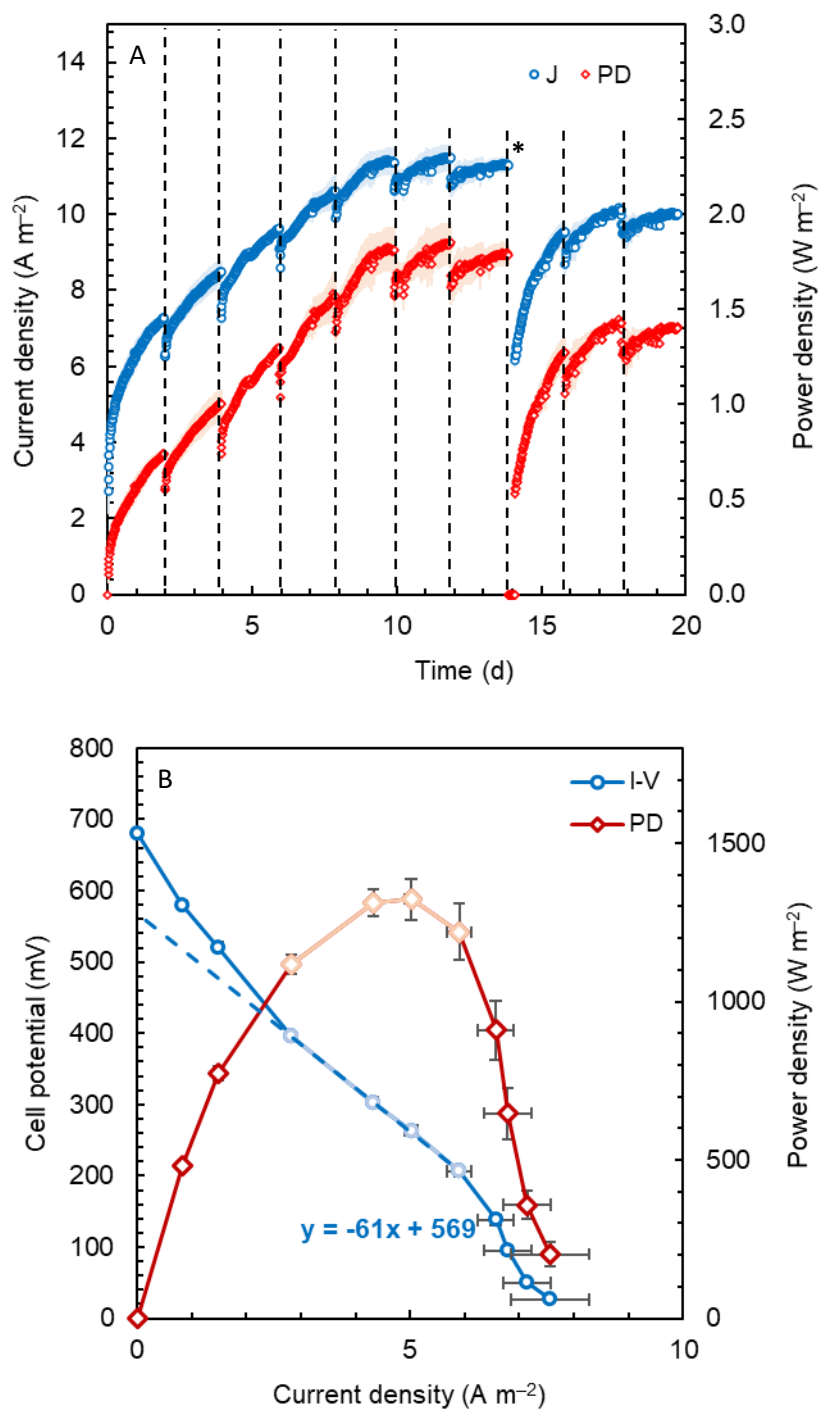 A
J PD
*
Current density (A m⁻²)
14
12
10
8
6
4
2
0
3.0
2.5
2.0
1.5
1.0
0.5
0.0
Power density (W m⁻²)
0 5 10 15 20
Time (d)
B
I-V
PD
Cell potential (mV)
800
700
600
500
400
300
200
100
0
1500
1000
500
0
Power density (W m⁻²)
y = -61x + 569
0 5 10
Current density (A m⁻²)